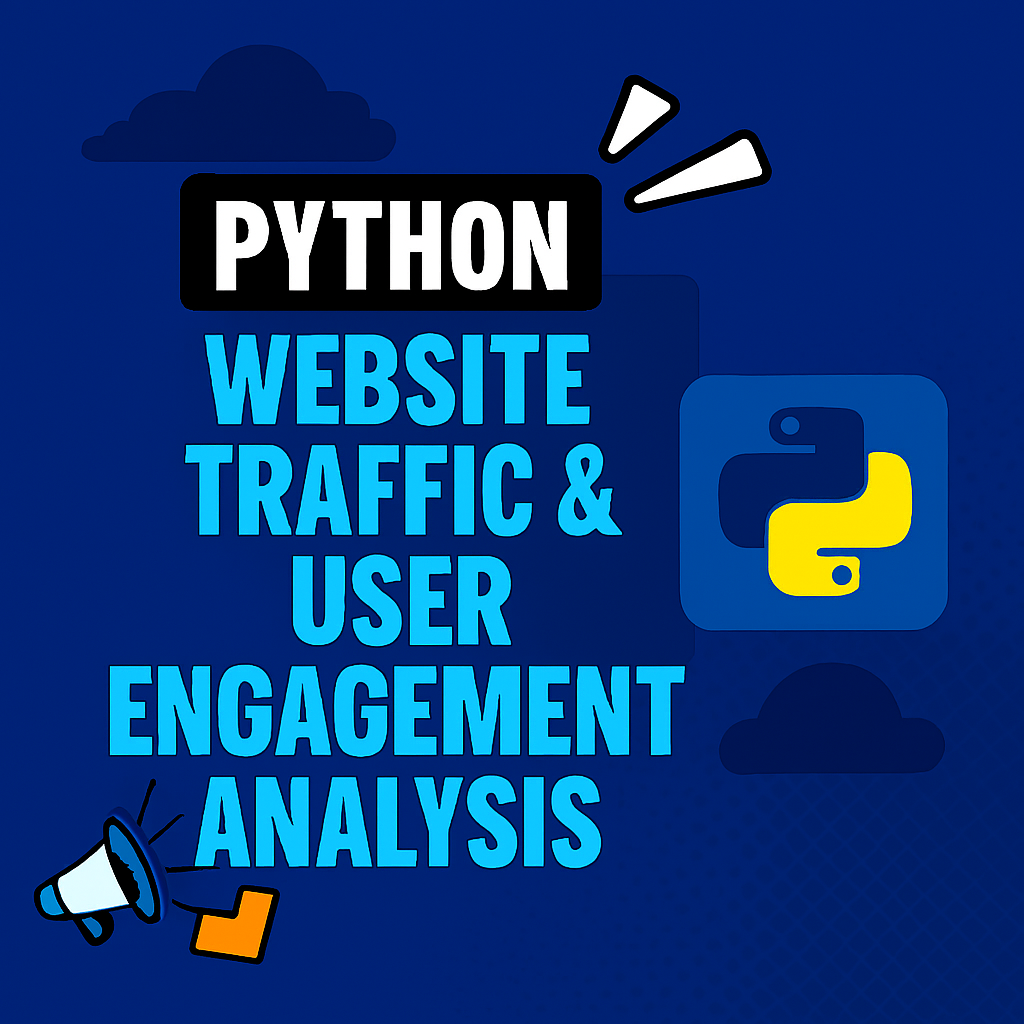 PYTHON
WEBSITE
TRAFFIC &
USER
ENGAGEMENT
ANALYSIS